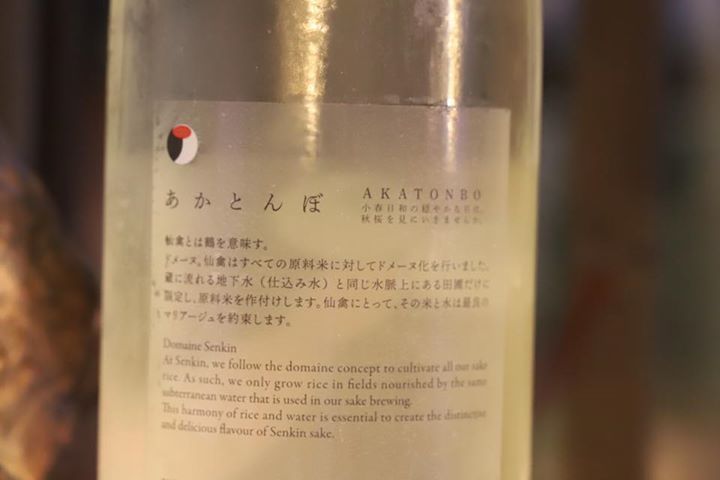 あかとんぼ
AKATONBO
小春日和の穏やかな昼に、
秋桜を見にいきませんか。
仙禽とは鶴を意味す。
ドメーヌ。仙禽はすべての原料米に対してドメーヌ化を行いました。
蔵に流れる地下水（仕込み水）と同じ水脈上にある田圃だけに
限定し、原料米を作付けします。仙禽にとって、その米と水は最良の
マリアージュを約束します。
Domaine Senkin
At Senkin, we follow the domaine concept to cultivate all our sake
rice. As such, we only grow rice in fields nourished by the same
subterranean water that is used in our sake brewing.
This harmony of rice and water is essential to create the distinctive
and delicious flavour of Senkin sake.